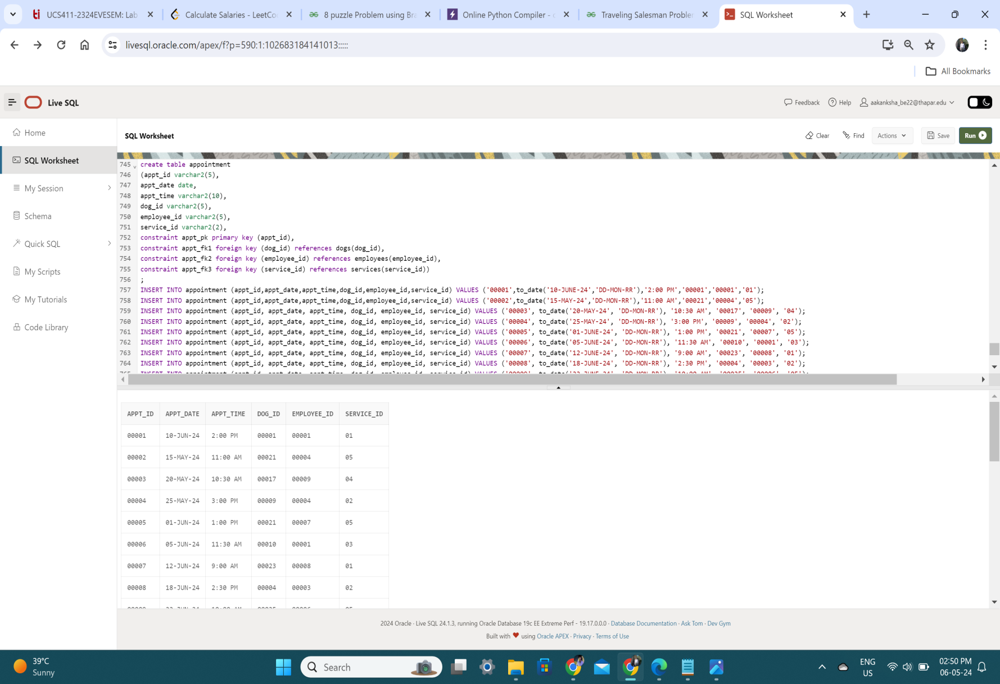 UCS411-2324EVESEM: Lab
Calculate Salaries - LeetCo
8 puzzle Problem using Bra
Online Python Compiler - c
Traveling Salesman Probler
SQL Worksheet
livesql.oracle.com/apex/f?p=590:1:102683184141013:::::
All Bookmarks
Live SQL
Feedback
Help
aakanksha_be22@thapar.edu
Home
SQL Worksheet
My Session
Schema
Quick SQL
My Scripts
My Tutorials
Code Library
SQL Worksheet
Clear
Find
Actions
Save
Run
745 create table appointment
746 (appt_id varchar2(5),
747 appt_date date,
748 appt_time varchar2(10),
749 dog_id varchar2(5),
750 employee_id varchar2(5),
751 service_id varchar2(2),
752 constraint appt_pk primary key (appt_id),
753 constraint appt_fk1 foreign key (dog_id) references dogs(dog_id),
754 constraint appt_fk2 foreign key (employee_id) references employees(employee_id),
755 constraint appt_fk3 foreign key (service_id) references services(service_id))
756 ;
757 INSERT INTO appointment (appt_id,appt_date,appt_time,dog_id,employee_id,service_id) VALUES ('00001',to_date('10-JUNE-24','DD-MON-RR'),'2:00 PM','00001','00001','01');
758 INSERT INTO appointment (appt_id,appt_date,appt_time,dog_id,employee_id,service_id) VALUES ('00002',to_date('15-MAY-24','DD-MON-RR'),'11:00 AM','00021','00004','05');
759 INSERT INTO appointment (appt_id, appt_date, appt_time, dog_id, employee_id, service_id) VALUES ('00003', to_date('20-MAY-24', 'DD-MON-RR'), '10:30 AM', '00017', '00009', '04');
760 INSERT INTO appointment (appt_id, appt_date, appt_time, dog_id, employee_id, service_id) VALUES ('00004', to_date('25-MAY-24', 'DD-MON-RR'), '3:00 PM', '00009', '00004', '02');
761 INSERT INTO appointment (appt_id, appt_date, appt_time, dog_id, employee_id, service_id) VALUES ('00005', to_date('01-JUNE-24', 'DD-MON-RR'), '1:00 PM', '00021', '00007', '05');
762 INSERT INTO appointment (appt_id, appt_date, appt_time, dog_id, employee_id, service_id) VALUES ('00006', to_date('05-JUNE-24', 'DD-MON-RR'), '11:30 AM', '00010', '00001', '03');
763 INSERT INTO appointment (appt_id, appt_date, appt_time, dog_id, employee_id, service_id) VALUES ('00007', to_date('12-JUNE-24', 'DD-MON-RR'), '9:00 AM', '00023', '00008', '01');
764 INSERT INTO appointment (appt_id, appt_date, appt_time, dog_id, employee_id, service_id) VALUES ('00008', to_date('18-JUNE-24', 'DD-MON-RR'), '2:30 PM', '00004', '00003', '02');
APPT_ID APPT_DATE APPT_TIME DOG_ID EMPLOYEE_ID SERVICE_ID
00001 10-JUN-24 2:00 PM 00001 00001 01
00002 15-MAY-24 11:00 AM 00021 00004 05
00003 20-MAY-24 10:30 AM 00017 00009 04
00004 25-MAY-24 3:00 PM 00009 00004 02
00005 01-JUN-24 1:00 PM 00021 00007 05
00006 05-JUN-24 11:30 AM 00010 00001 03
00007 12-JUN-24 9:00 AM 00023 00008 01
00008 18-JUN-24 2:30 PM 00004 00003 02
2024 Oracle · Live SQL 24.1.3, running Oracle Database 19c EE Extreme Perf - 19.17.0.0.0 · Database Documentation · Ask Tom · Dev Gym
Built with ❤ using Oracle APEX · Privacy · Terms of Use
39°C
Sunny
Search
ENG
US
02:50 PM
06-05-24